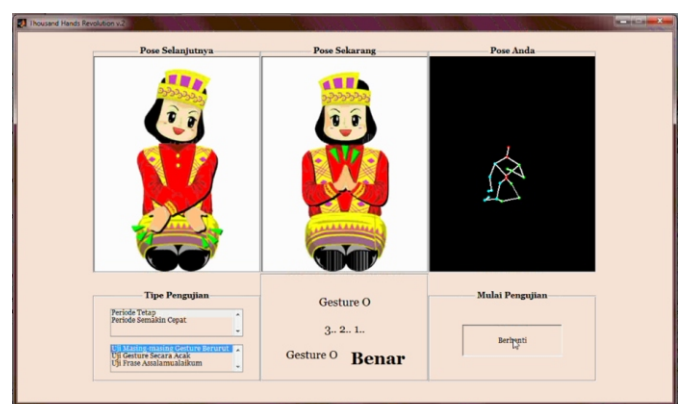 Thousand Hands Revolution v.2
Pose Selanjutnya
Pose Sekarang
Pose Anda
Tipe Pengujian
Periode Tetap
Periode Semakin Cepat
Uji Masing-masing Gesture Berurut
Uji Gesture Secara Acak
Uji Frase Assalamualaikum
Gesture O
3.. 2.. 1..
Gesture O Benar
Mulai Pengujian
Berhenti